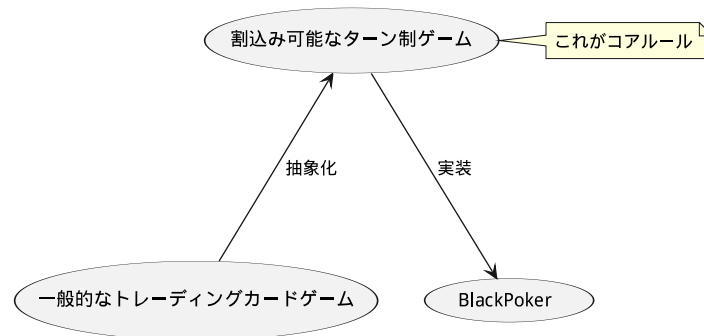 割込み可能なターン制ゲーム
これがコアルール
抽象化
実装
一般的なトレーディングカードゲーム
BlackPoker